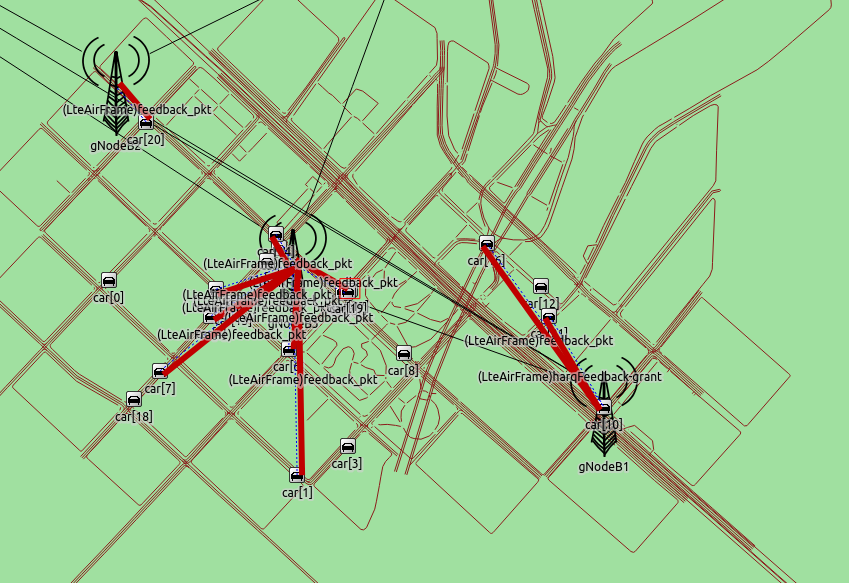 (LteAirFrame)feedback_pkt
car[20]
(LteAirFrame)feedback_pkt
car[0]
(LteAirFrame)feedback_pkt
(LteAirFrame)feedback_pkt
(LteAirFrame)feedback_pkt
(LteAirFrame)feedback_pkt
car[12]
(LteAirFrame)feedback_pkt
car[8]
(LteAirFrame)feedback_pkt
(LteAirFrame)harqFeedback-grant
car[7]
car[18]
car[10]
car[3]
gNodeB1
car[1]